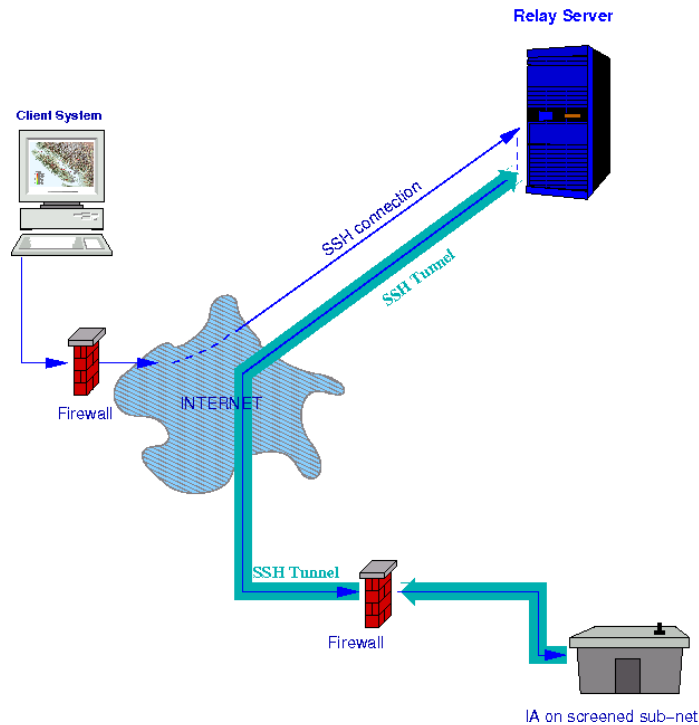 Relay Server
Client System
SSH connection
SSH Tunnel
INTERNET
Firewall
SSH Tunnel
Firewall
IA on screened sub-net